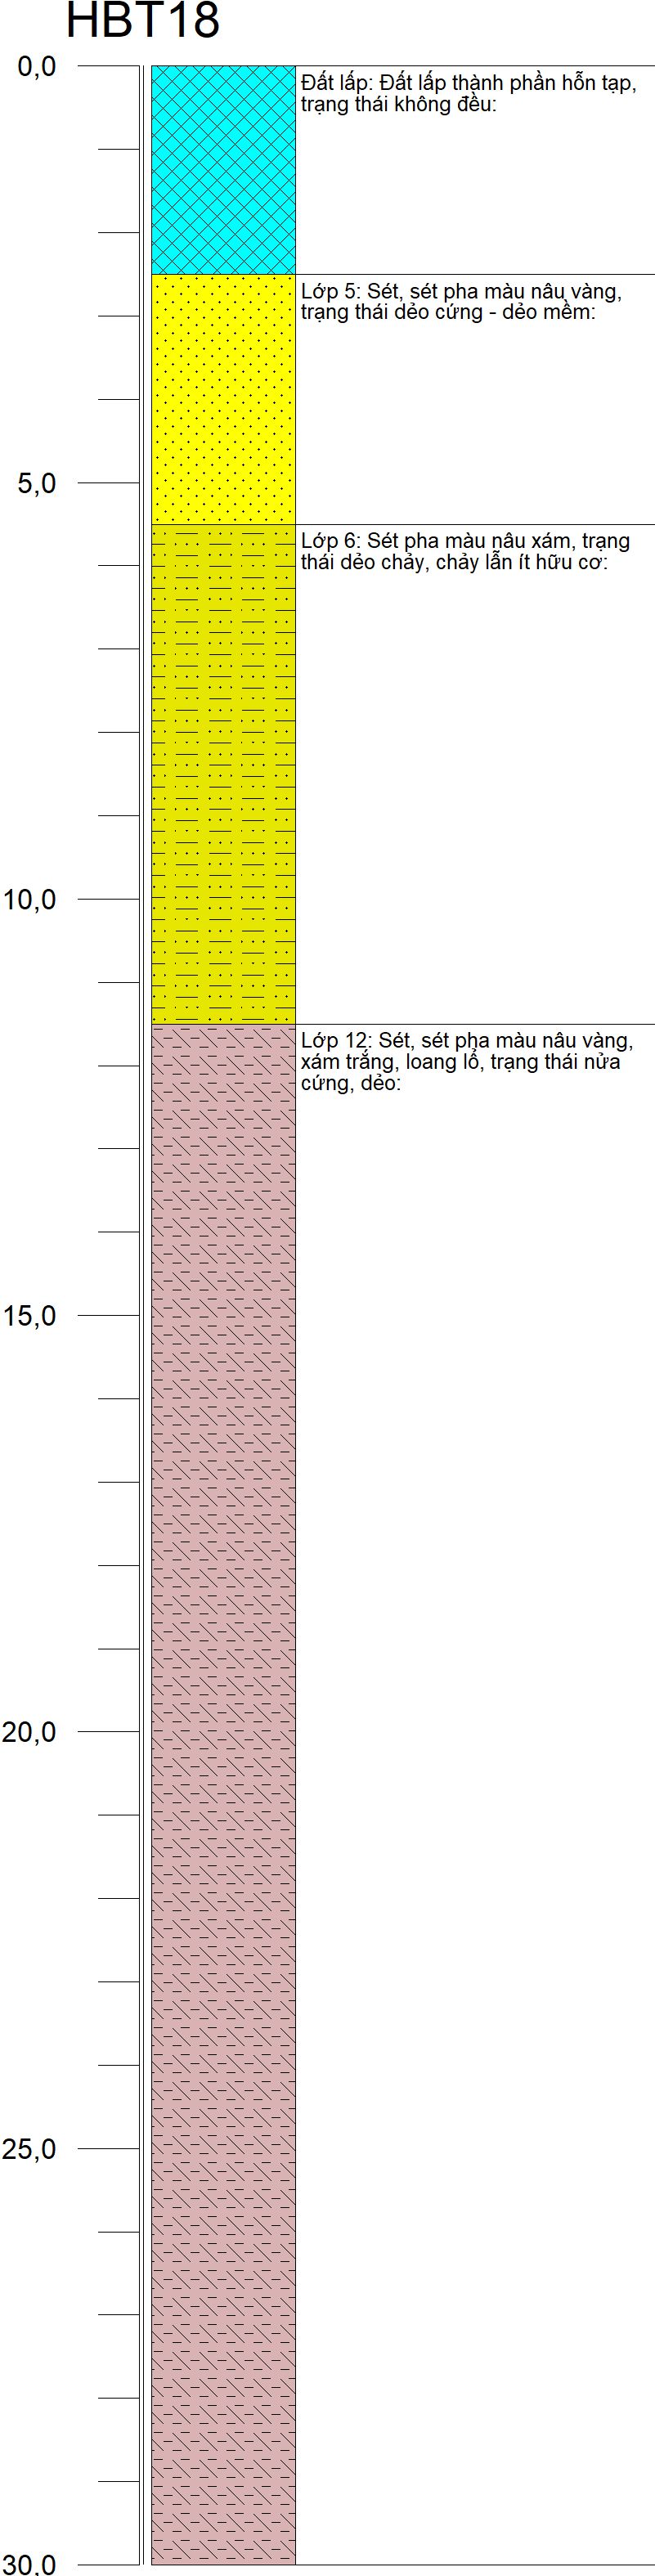 HBT18
0,0
Đất lấp: Đất lấp thành phần hỗn tạp,
trạng thái không đều:
Lớp 5: Sét, sét pha màu nâu vàng,
trạng thái dẻo cứng - dẻo mềm:
5,0
Lớp 6: Sét pha màu nâu xám, trạng
thái dẻo chảy, chảy lẫn ít hữu cơ:
10,0
Lớp 12: Sét, sét pha màu nâu vàng,
xám trắng, loang lổ, trạng thái nửa
cứng, dẻo:
15,0
20,0
25,0
30,0